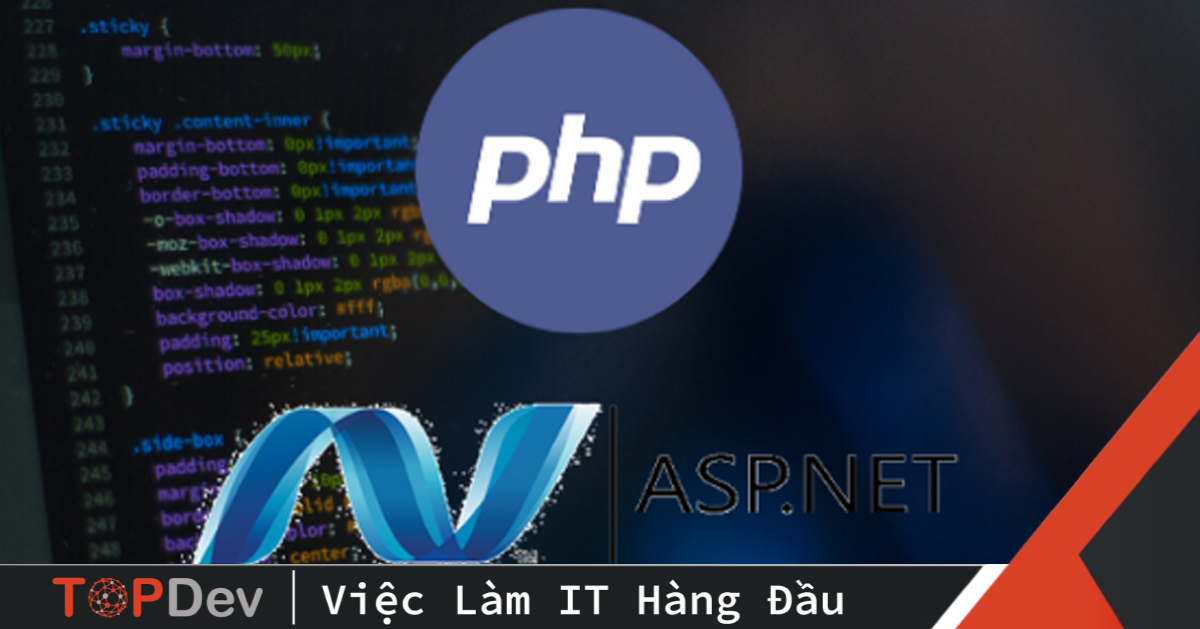 226
227 .sticky {
228 margin-bottom: 50px;
229 }
230
231 .sticky .content-inner {
232 margin-bottom: 0px!important;
233 padding-bottom: 0px!important
234 border-bottom: 0px!important
235 -o-box-shadow: 0 1px 2px rgb
236 -moz-box-shadow: 0 1px 2px
237 -webkit-box-shadow: 0 1px 2px
238 box-shadow: 0 1px 2px rgba(0,0,
239 background-color: #fff;
240 padding: 25px!important;
241 position: relative;
242 }
243
244 .side-box {
245 padding
246
247
248
center;
php
ASP.NET
TOPDev | Việc Làm IT Hàng Đầu